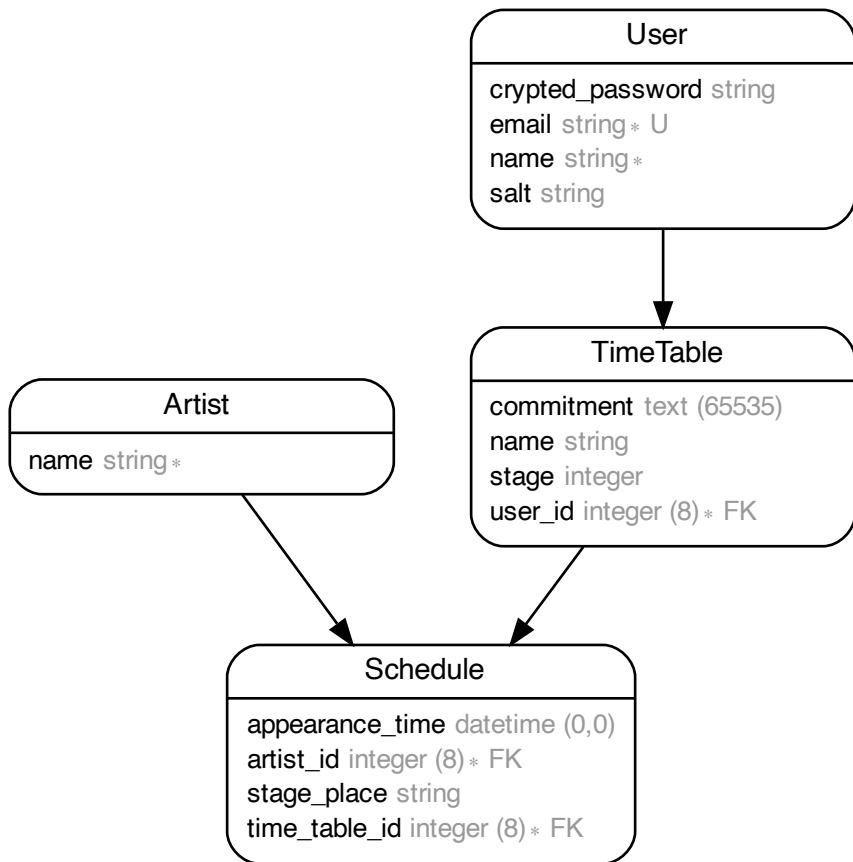 User
crypted_password string
email string* U
name string*
salt string
TimeTable
commitment text (65535)
name string
stage integer
user_id integer (8)* FK
Artist
name string*
Schedule
appearance_time datetime (0,0)
artist_id integer (8)* FK
stage_place string
time_table_id integer (8)* FK